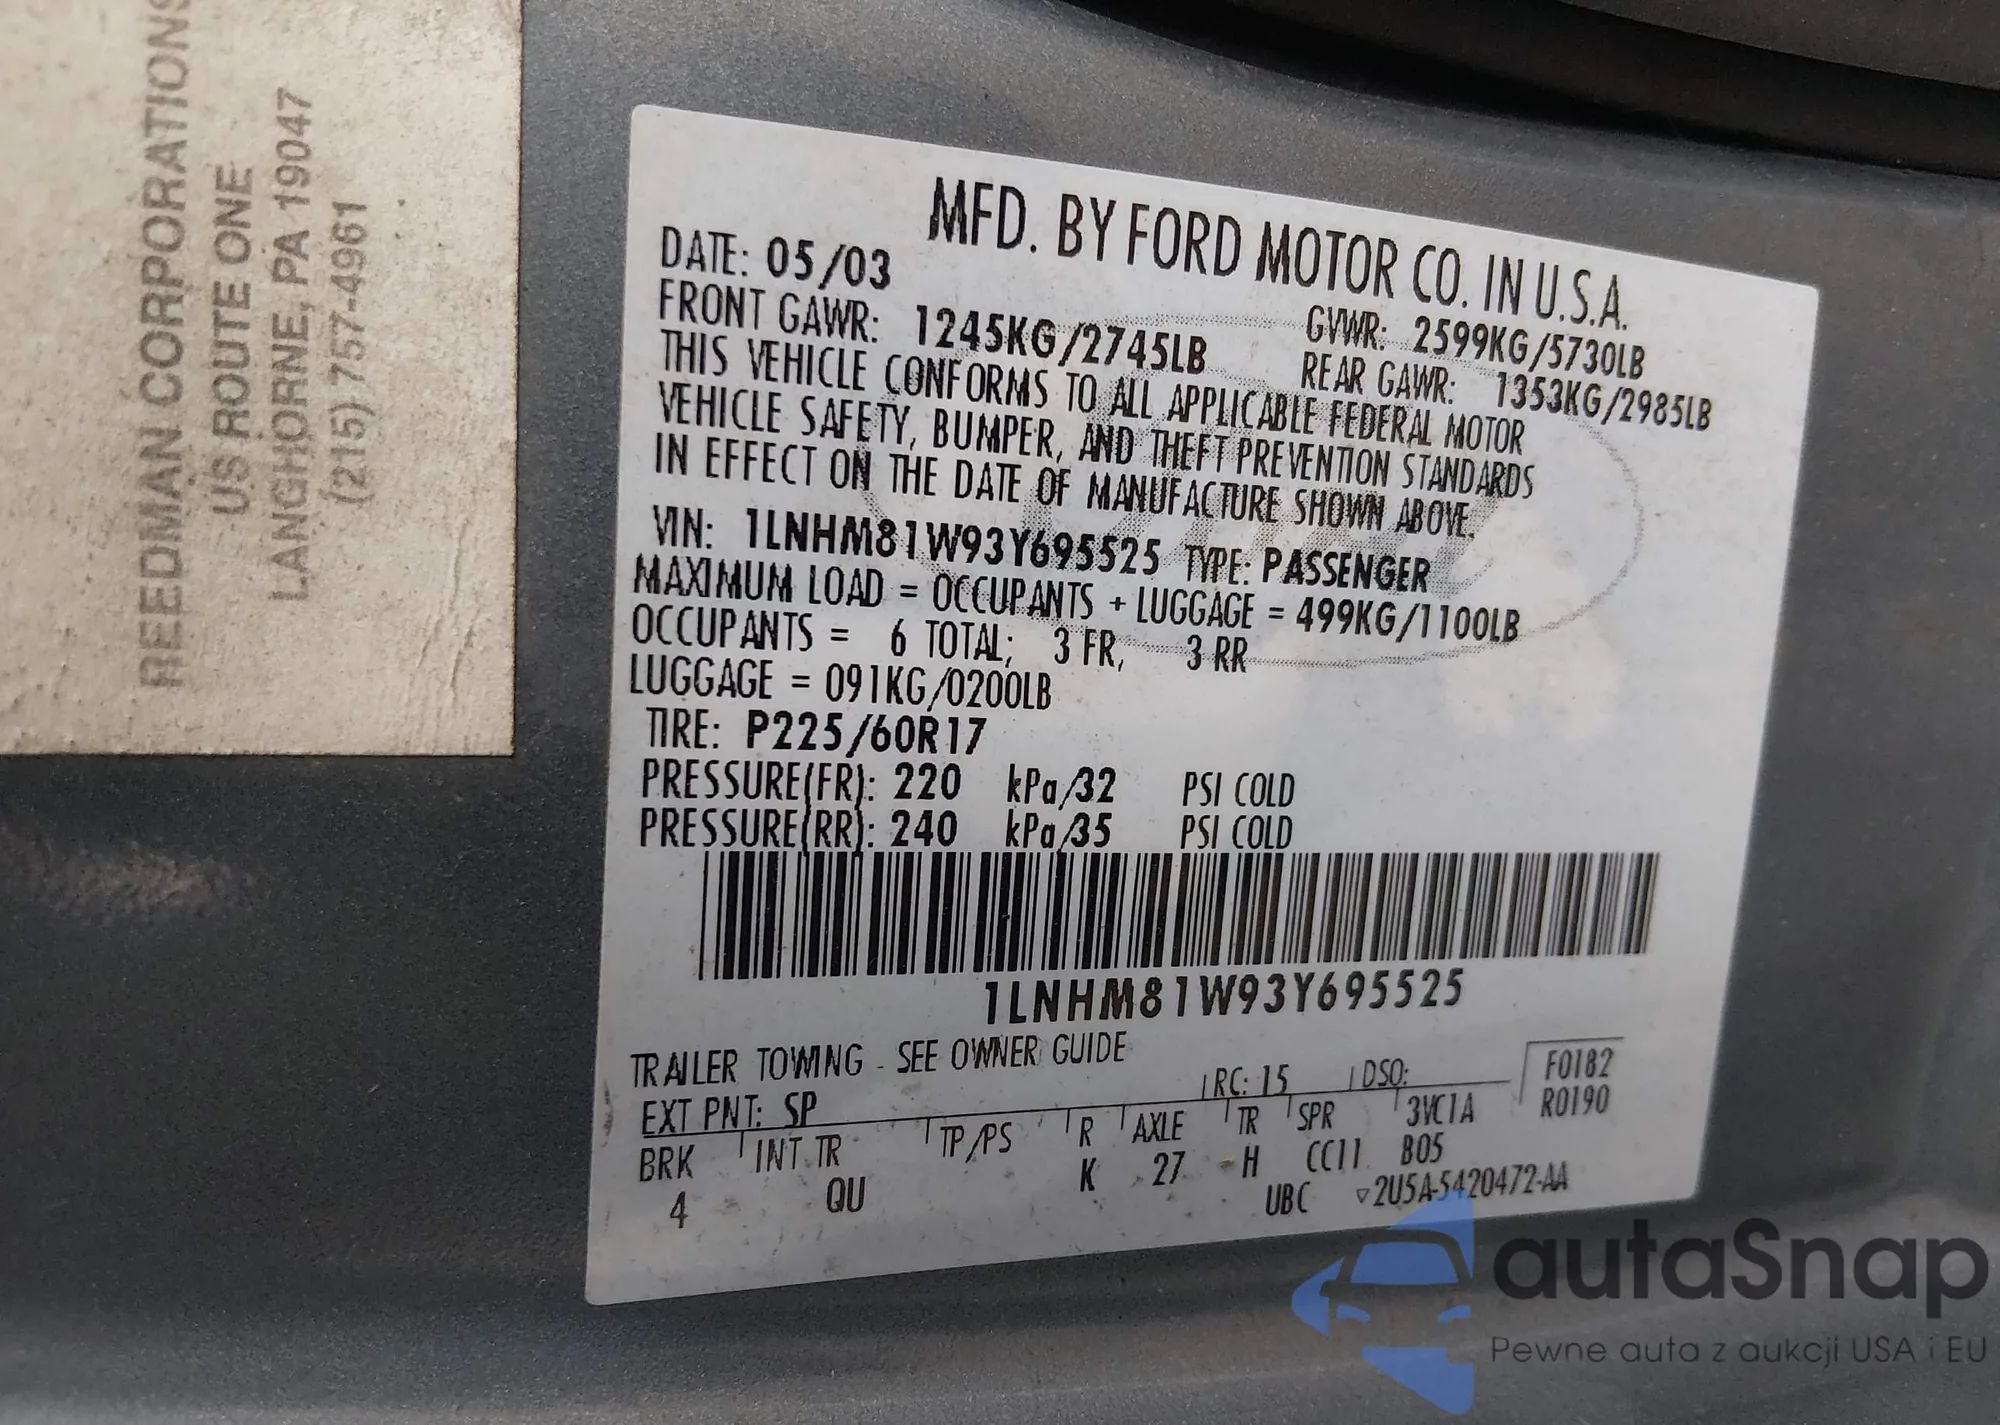 REEDMAN CORPORATIONS
US ROUTE ONE
LANGHORNE, PA 19047
(215) 757-4961
MFD. BY FORD MOTOR CO. IN U.S.A.
DATE: 05/03
GVWR: 2599KG/5730LB
FRONT GAWR: 1245KG/2745LB
REAR GAWR: 1353KG/2985LB
THIS VEHICLE CONFORMS TO ALL APPLICABLE FEDERAL MOTOR
VEHICLE SAFETY, BUMPER, AND THEFT PREVENTION STANDARDS
IN EFFECT ON THE DATE OF MANUFACTURE SHOWN ABOVE.
VIN: 1LNHM81W93Y695525 TYPE: PASSENGER
MAXIMUM LOAD = OCCUPANTS + LUGGAGE = 499KG/1100LB
OCCUPANTS = 6 TOTAL; 3 FR, 3 RR
LUGGAGE = 091KG/0200LB
TIRE: P225/60R17
PRESSURE(FR): 220 kPa/32 PSI COLD
PRESSURE(RR): 240 kPa/35 PSI COLD
1LNHM81W93Y695525
TRAILER TOWING - SEE OWNER GUIDE
EXT PNT: SP RC: 15 DSO: F0182
R0190
BRK INT TR TP/PS R AXLE TR SPR 3VC1A
4 QU K 27 H CC11 B05
UBC ▽2U5A-5420472-AA
autaSnap
Pewne auta z aukcji USA i EU